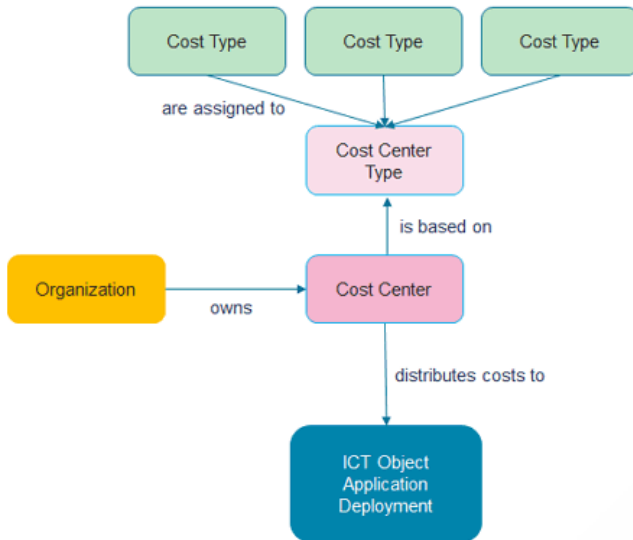 Cost Type
Cost Type
Cost Type
are assigned to
Cost Center
Type
is based on
Organization
owns
Cost Center
distributes costs to
ICT Object
Application
Deployment